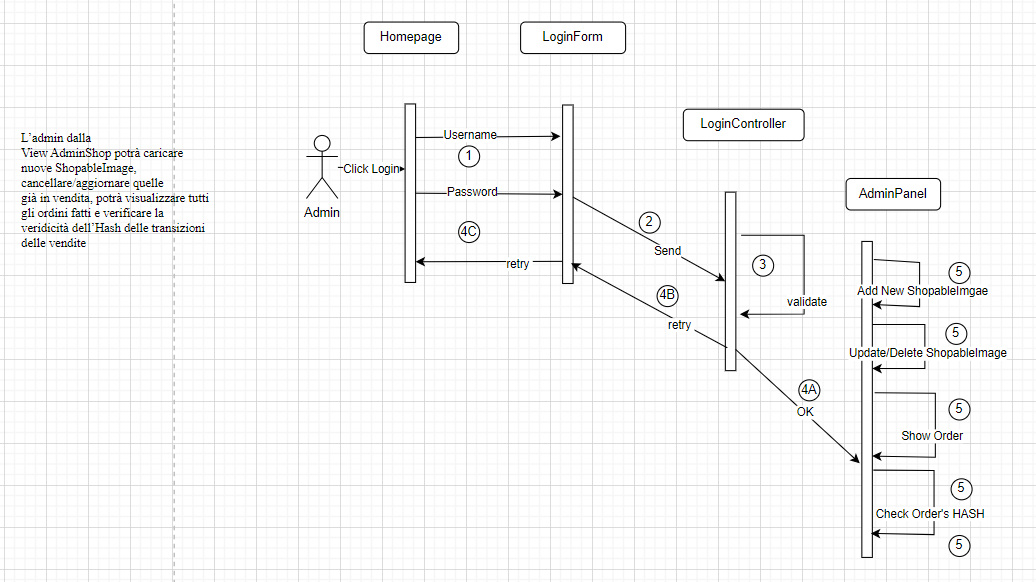 Homepage
LoginForm
LoginController
AdminPanel
L'admin dalla
View AdminShop potrà caricare
nuove ShopableImage,
cancellare/aggiornare quelle
già in vendita, potrà visualizzare tutti
gli ordini fatti e verificare la
veridicità dell'Hash delle transizioni
delle vendite
Admin
Click Login
Username
1
Password
4C
retry
2
Send
3
validate
4B
retry
4A
OK
5
Add New ShopableImgae
5
Update/Delete ShopableImage
5
Show Order
5
Check Order's HASH
5